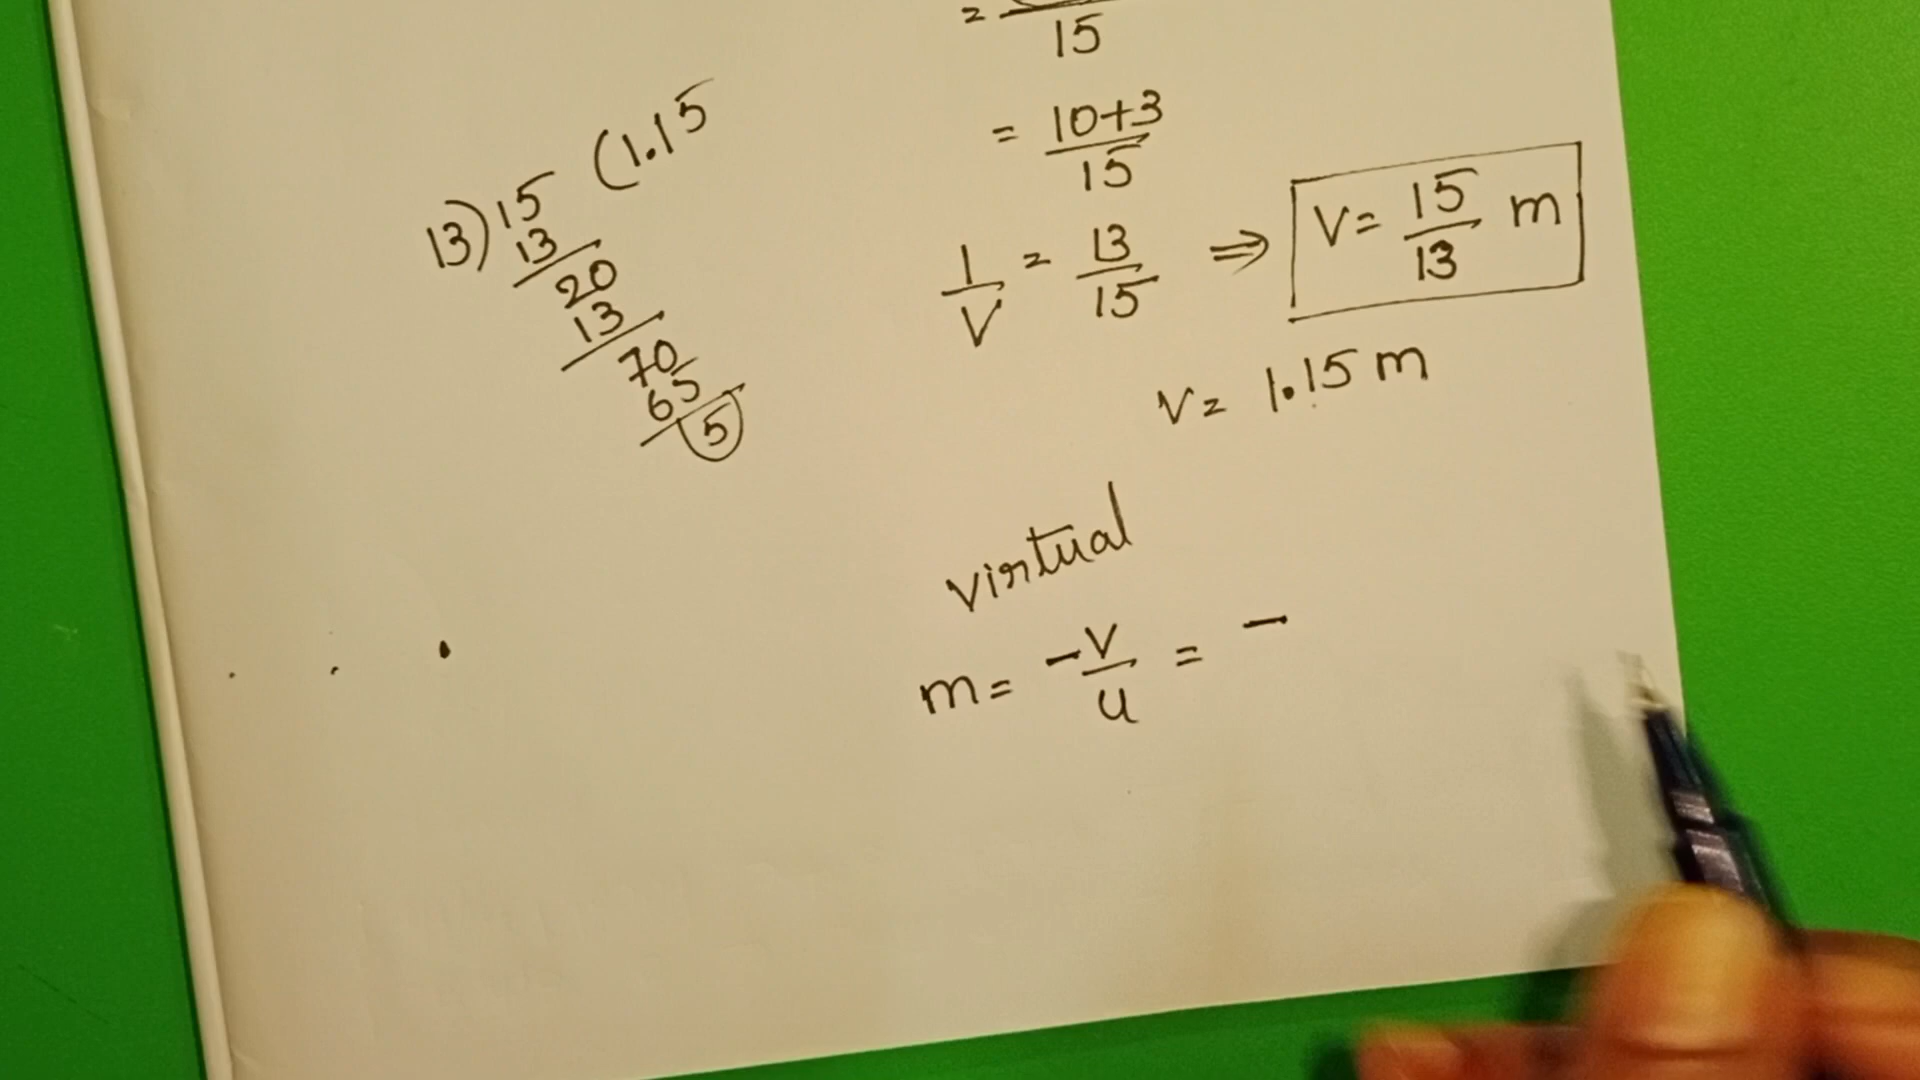 = 15
= 10+3/15
1/V = 13/15 ⇒ V= 15/13 m
V= 1.15 m
13)15 (1.15
13
20
13
70
65
5
virtual
m= -V/u = -